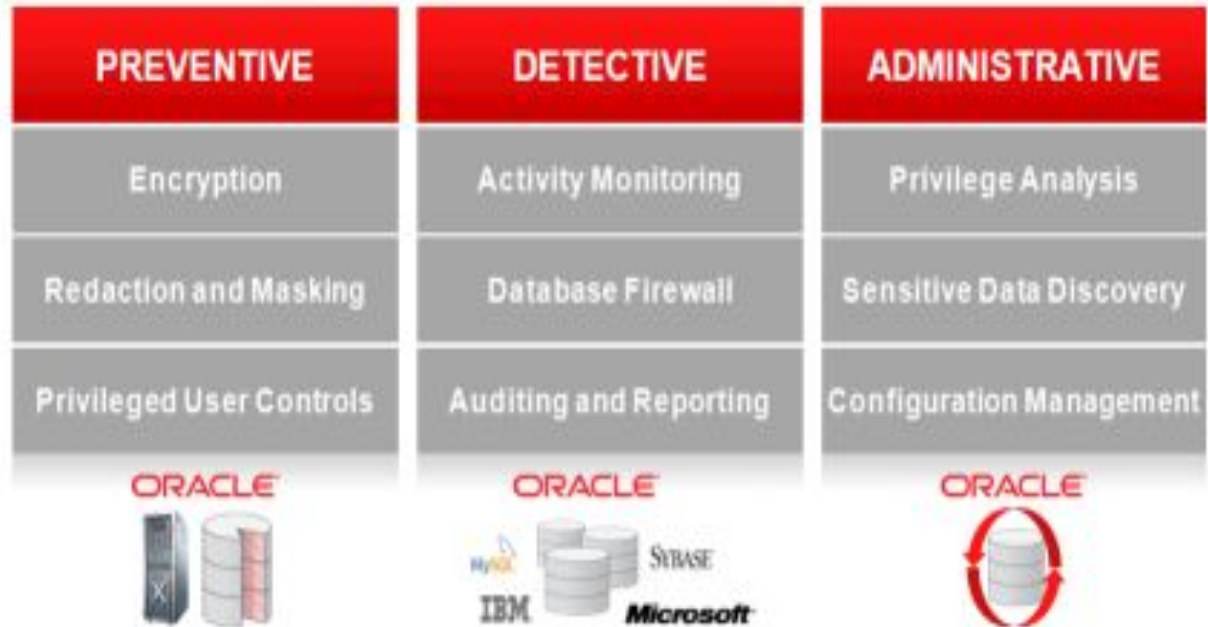 PREVENTIVE
Encryption
Redaction and Masking
Privileged User Controls
ORACLE
X
DETECTIVE
Activity Monitoring
Database Firewall
Auditing and Reporting
ORACLE
MySQL
SYBASE
IBM
Microsoft
ADMINISTRATIVE
Privilege Analysis
Sensitive Data Discovery
Configuration Management
ORACLE